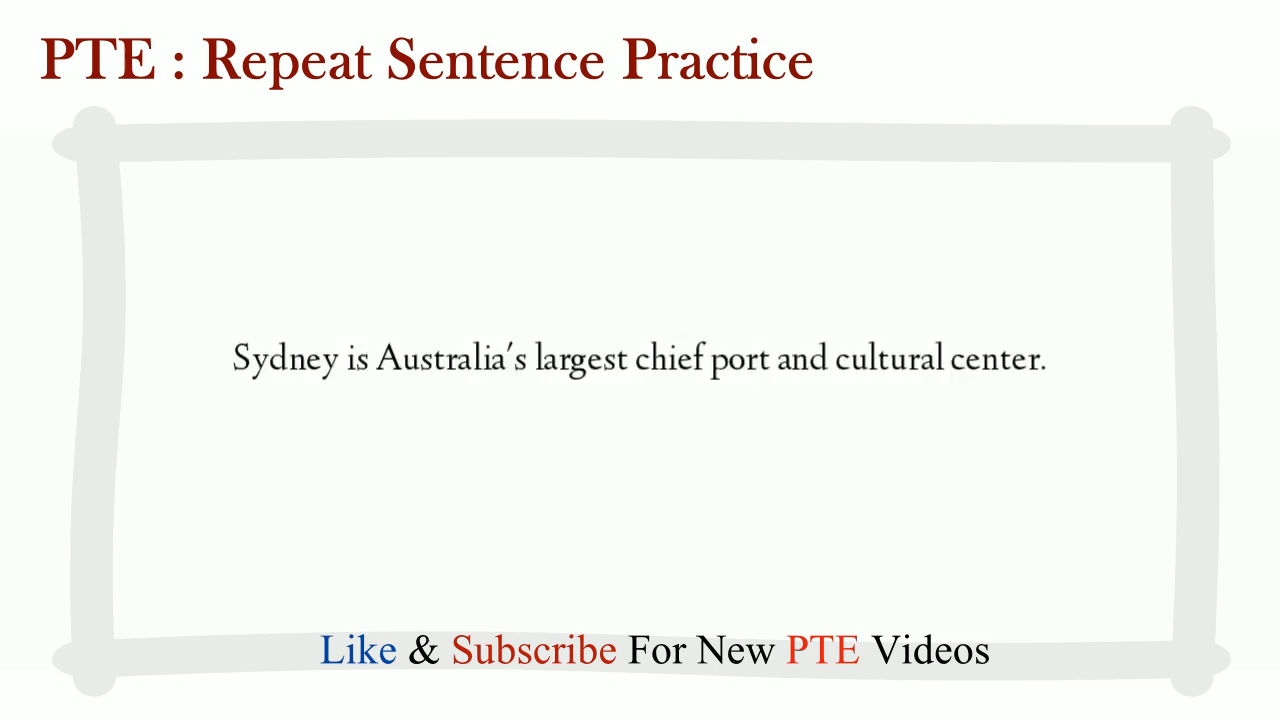 PTE : Repeat Sentence Practice
Sydney is Australia's largest chief port and cultural center.
Like & Subscribe For New PTE Videos